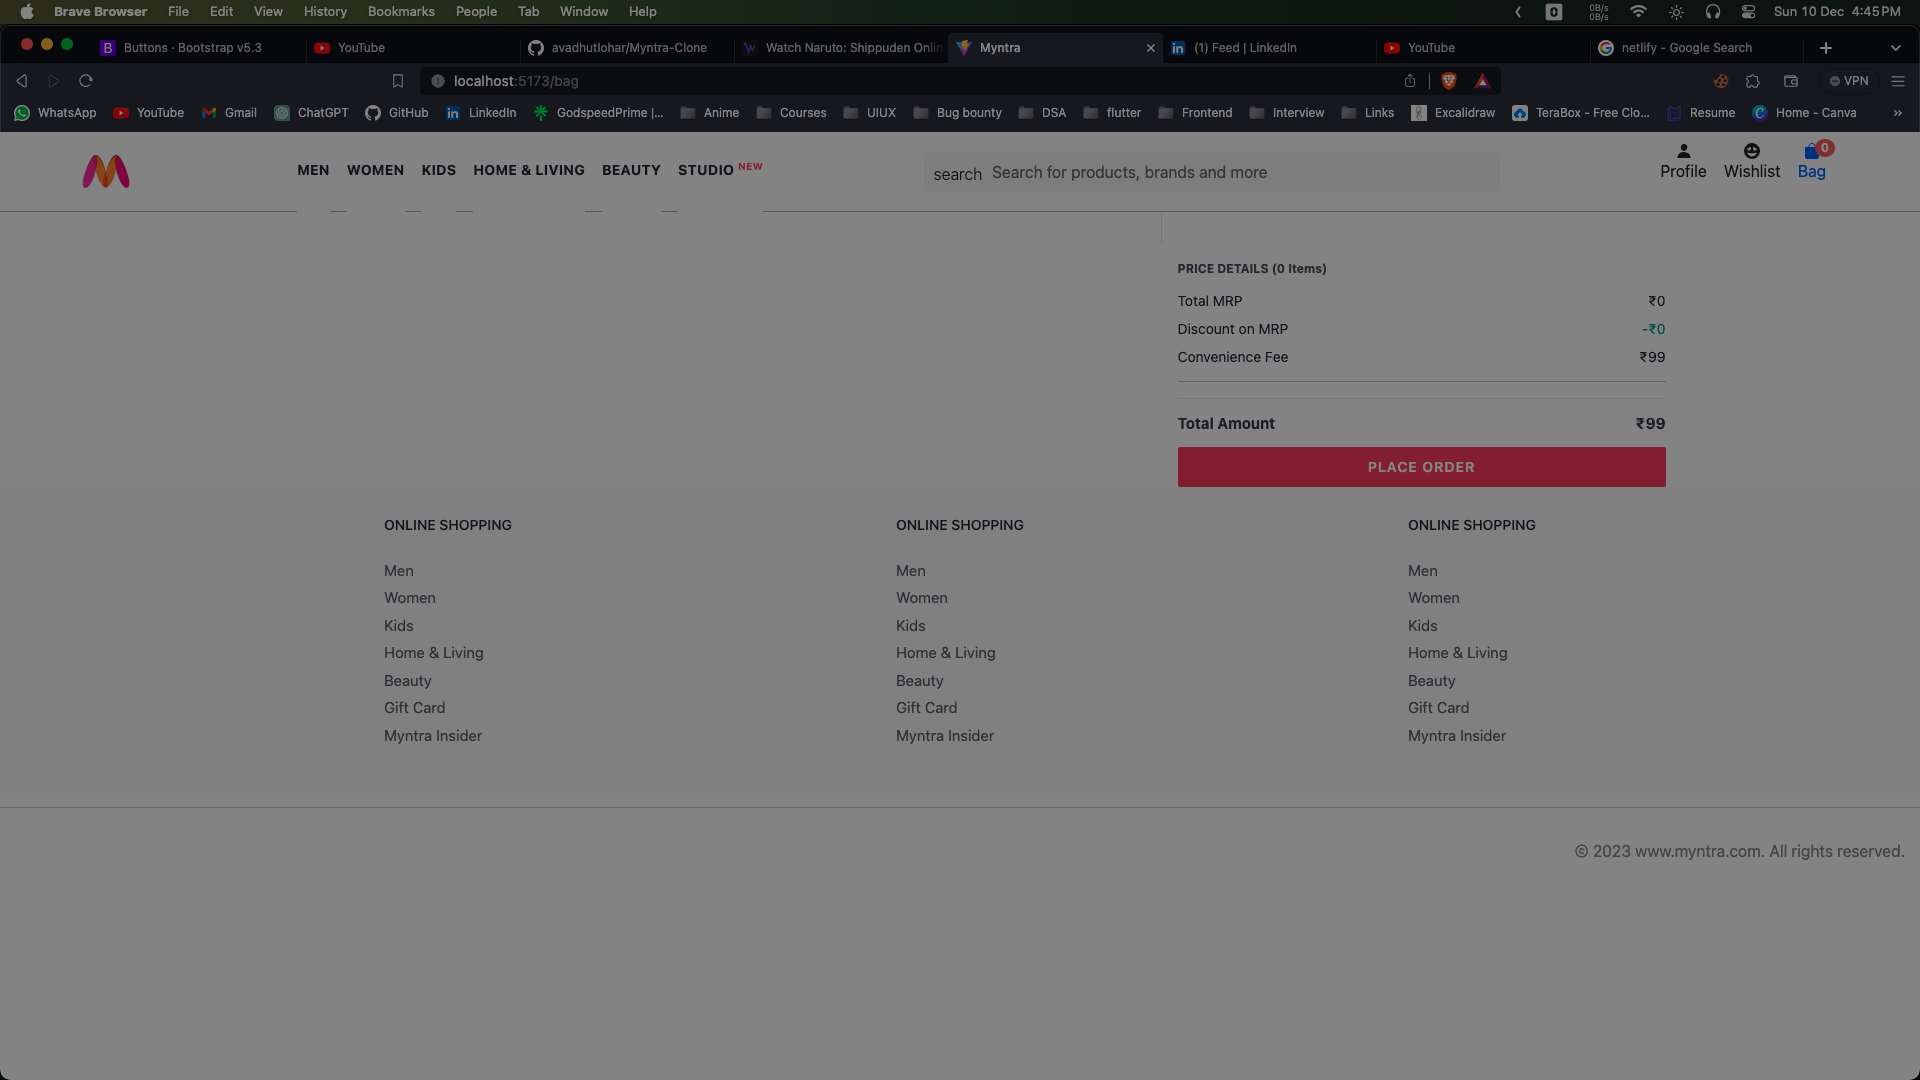 Brave Browser File Edit View History Bookmarks People Tab Window Help 0B/s 0B/s Sun 10 Dec 4:45 PM
Buttons · Bootstrap v5.3 YouTube avadhutlohar/Myntra-Clone Watch Naruto: Shippuden Onlin Myntra (1) Feed | LinkedIn YouTube netlify - Google Search
localhost:5173/bag VPN
WhatsApp YouTube Gmail ChatGPT GitHub LinkedIn GodspeedPrime |... Anime Courses UIUX Bug bounty DSA flutter Frontend Interview Links Excalidraw TeraBox - Free Clo... Resume Home - Canva »
MEN WOMEN KIDS HOME & LIVING BEAUTY STUDIO NEW search Search for products, brands and more Profile Wishlist Bag 0
PRICE DETAILS (0 Items)
Total MRP ₹0
Discount on MRP -₹0
Convenience Fee ₹99
Total Amount ₹99
PLACE ORDER
ONLINE SHOPPING ONLINE SHOPPING ONLINE SHOPPING
Men Men Men
Women Women Women
Kids Kids Kids
Home & Living Home & Living Home & Living
Beauty Beauty Beauty
Gift Card Gift Card Gift Card
Myntra Insider Myntra Insider Myntra Insider
© 2023 www.myntra.com. All rights reserved.